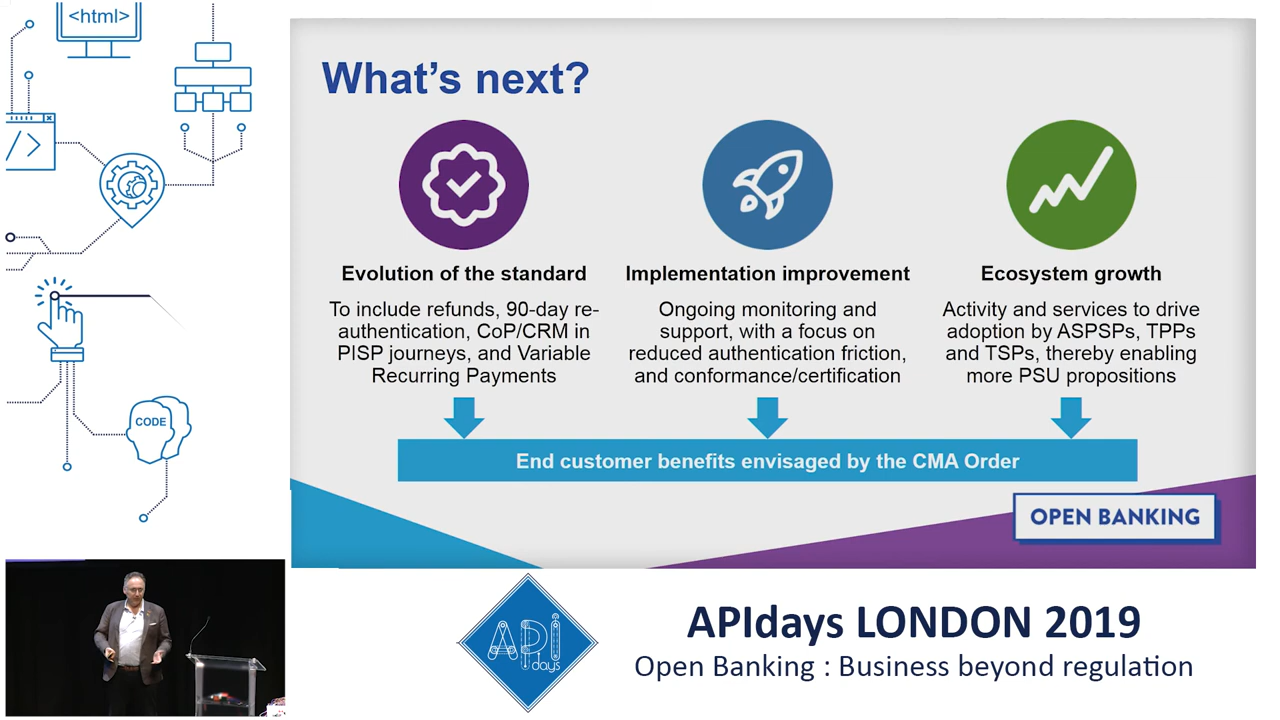 <html>
/>
CODE
What's next?
Evolution of the standard
To include refunds, 90-day re-
authentication, CoP/CRM in
PISP journeys, and Variable
Recurring Payments
Implementation improvement
Ongoing monitoring and
support, with a focus on
reduced authentication friction,
and conformance/certification
Ecosystem growth
Activity and services to drive
adoption by ASPSPs, TPPs
and TSPs, thereby enabling
more PSU propositions
End customer benefits envisaged by the CMA Order
OPEN BANKING
API
days
APIdays LONDON 2019
Open Banking : Business beyond regulation